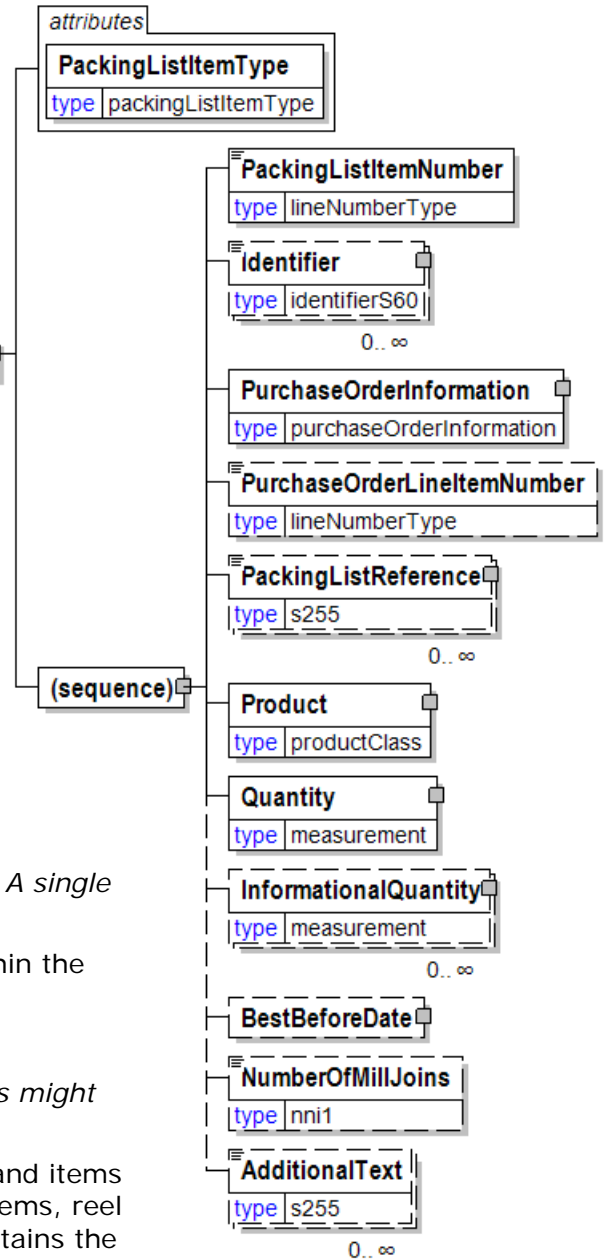 attributes
PackingListItemType
type packingListItemType
PackingListItemNumber
type lineNumberType
Identifier
type identifierS60
0.. ∞
PurchaseOrderInformation
type purchaseOrderInformation
PurchaseOrderLineItemNumber
type lineNumberType
PackingListReference
type s255
0.. ∞
(sequence)
Product
type productClass
Quantity
type measurement
A single
InformationalQuantity
type measurement
hin the
0.. ∞
BestBeforeDate
NumberOfMillJoins
s might
type nni1
and items
AdditionalText
ems, reel
type s255
tains the
0.. ∞